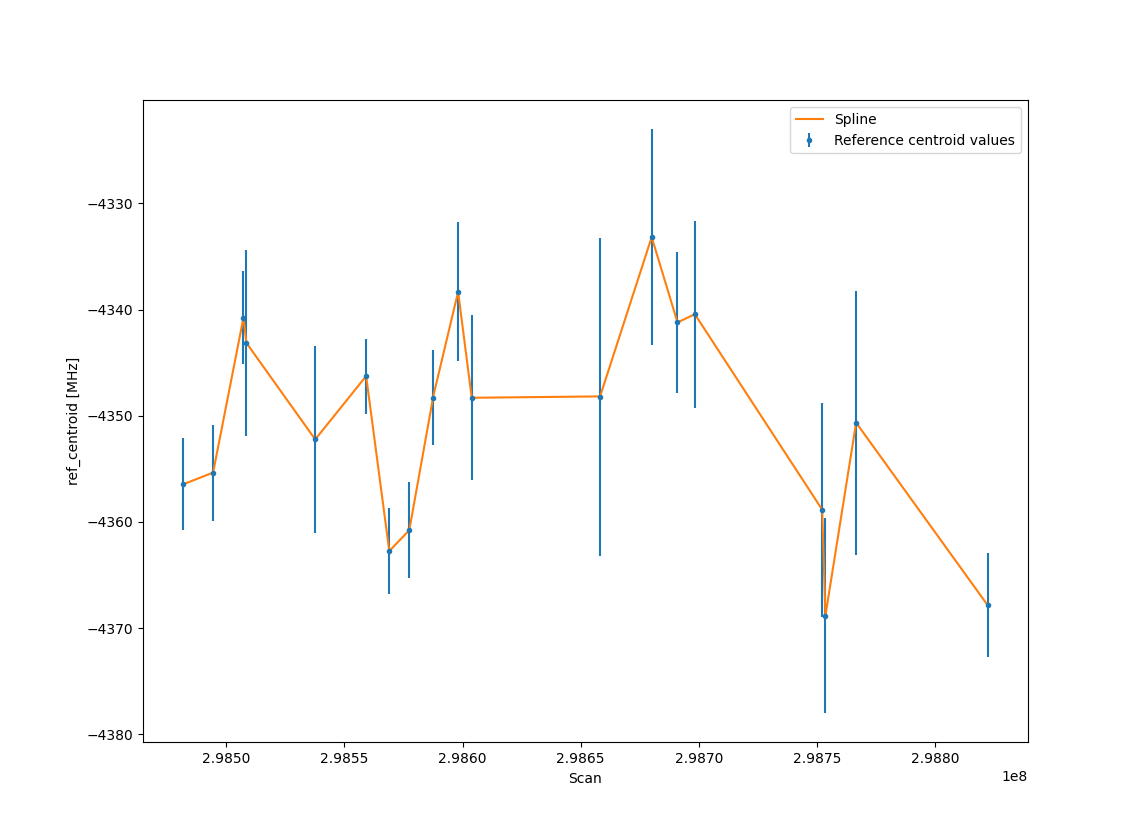 Spline
Reference centroid values
ref_centroid [MHz]
−4330
−4340
−4350
−4360
−4370
−4380
2.9850 2.9855 2.9860 2.9865 2.9870 2.9875 2.9880
Scan
1e8